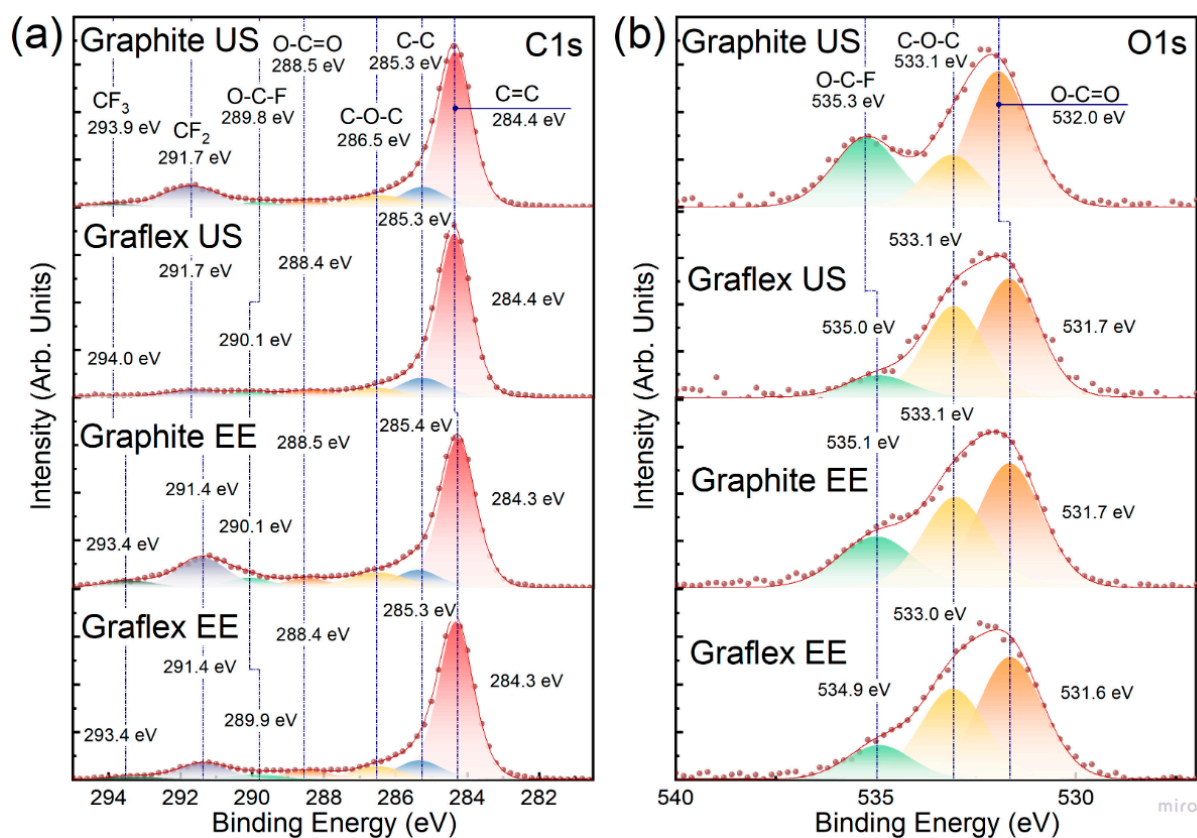 (a)
Graphite US
C1s
O-C=O
288.5 eV
C-C
285.3 eV
CF3
293.9 eV
CF2
291.7 eV
O-C-F
289.8 eV
C-O-C
286.5 eV
C=C
284.4 eV
Graflex US
285.3 eV
291.7 eV
288.4 eV
284.4 eV
294.0 eV
290.1 eV
Graphite EE
285.4 eV
288.5 eV
291.4 eV
284.3 eV
293.4 eV
290.1 eV
Graflex EE
285.3 eV
288.4 eV
291.4 eV
284.3 eV
293.4 eV
289.9 eV
Intensity (Arb. Units)
294 292 290 288 286 284 282
Binding Energy (eV)
(b)
Graphite US
O1s
C-O-C
533.1 eV
O-C-F
535.3 eV
O-C=O
532.0 eV
Graflex US
533.1 eV
535.0 eV
531.7 eV
Graphite EE
533.1 eV
535.1 eV
531.7 eV
Graflex EE
533.0 eV
534.9 eV
531.6 eV
Intensity (Arb. Units)
540 535 530
Binding Energy (eV)
miro